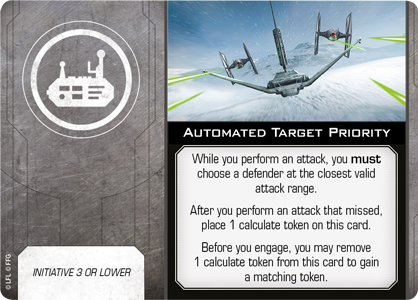 AUTOMATED TARGET PRIORITY
While you perform an attack, you must
choose a defender at the closest valid
attack range.
After you perform an attack that missed,
place 1 calculate token on this card.
Before you engage, you may remove
1 calculate token from this card to gain
a matching token.
INITIATIVE 3 OR LOWER
© LFL © FFG